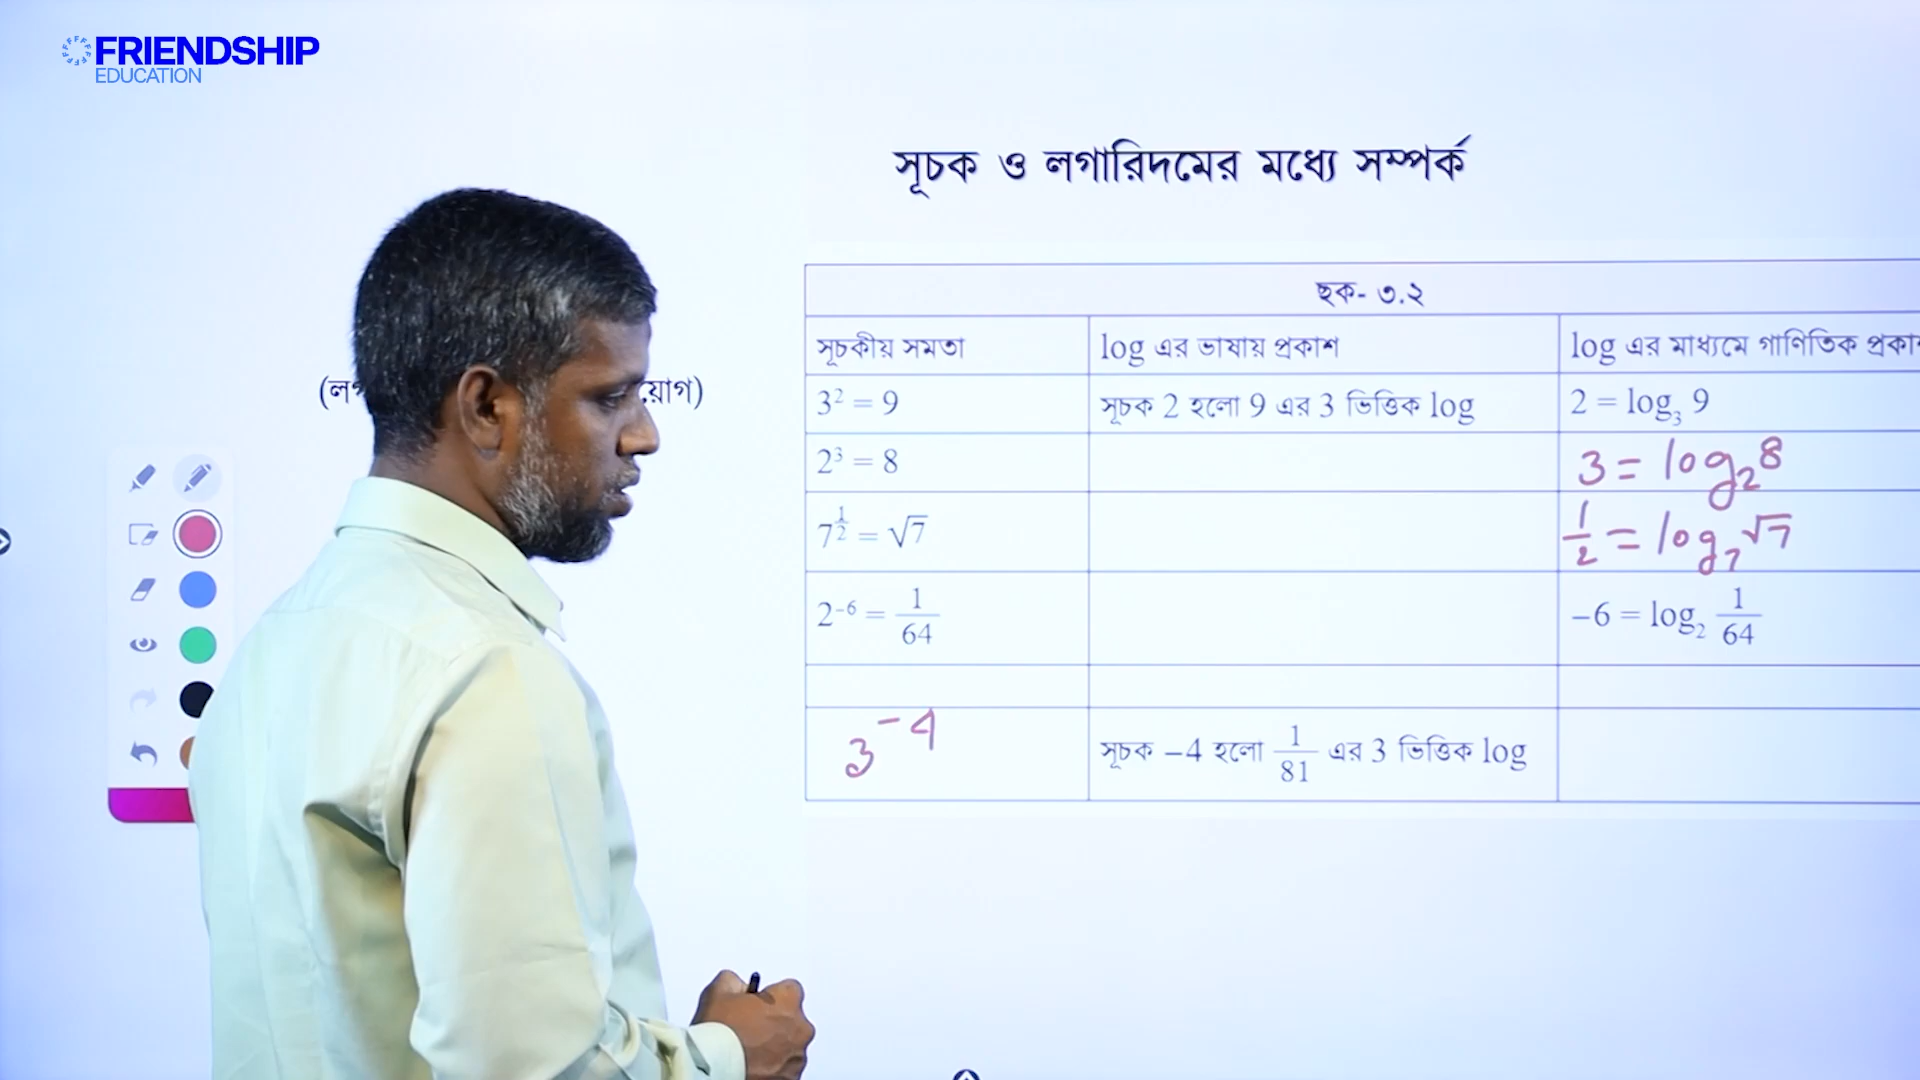 FRIENDSHIP
EDUCATION
সূচক ও লগারিদমের মধ্যে সম্পর্ক
ছক- ৩.২
সূচকীয় সমতা log এর ভাষায় প্রকাশ log এর মাধ্যমে গাণিতিক
3² = 9 সূচক 2 হলো 9 এর 3 ভিত্তিক log 2 = log₃ 9
2³ = 8 3 = log₂8
7^½ = √7 ½ = log₇√7
2⁻⁶ = 1/64 −6 = log₂ 1/64
3⁻⁴ সূচক −4 হলো 1/81 এর 3 ভিত্তিক log